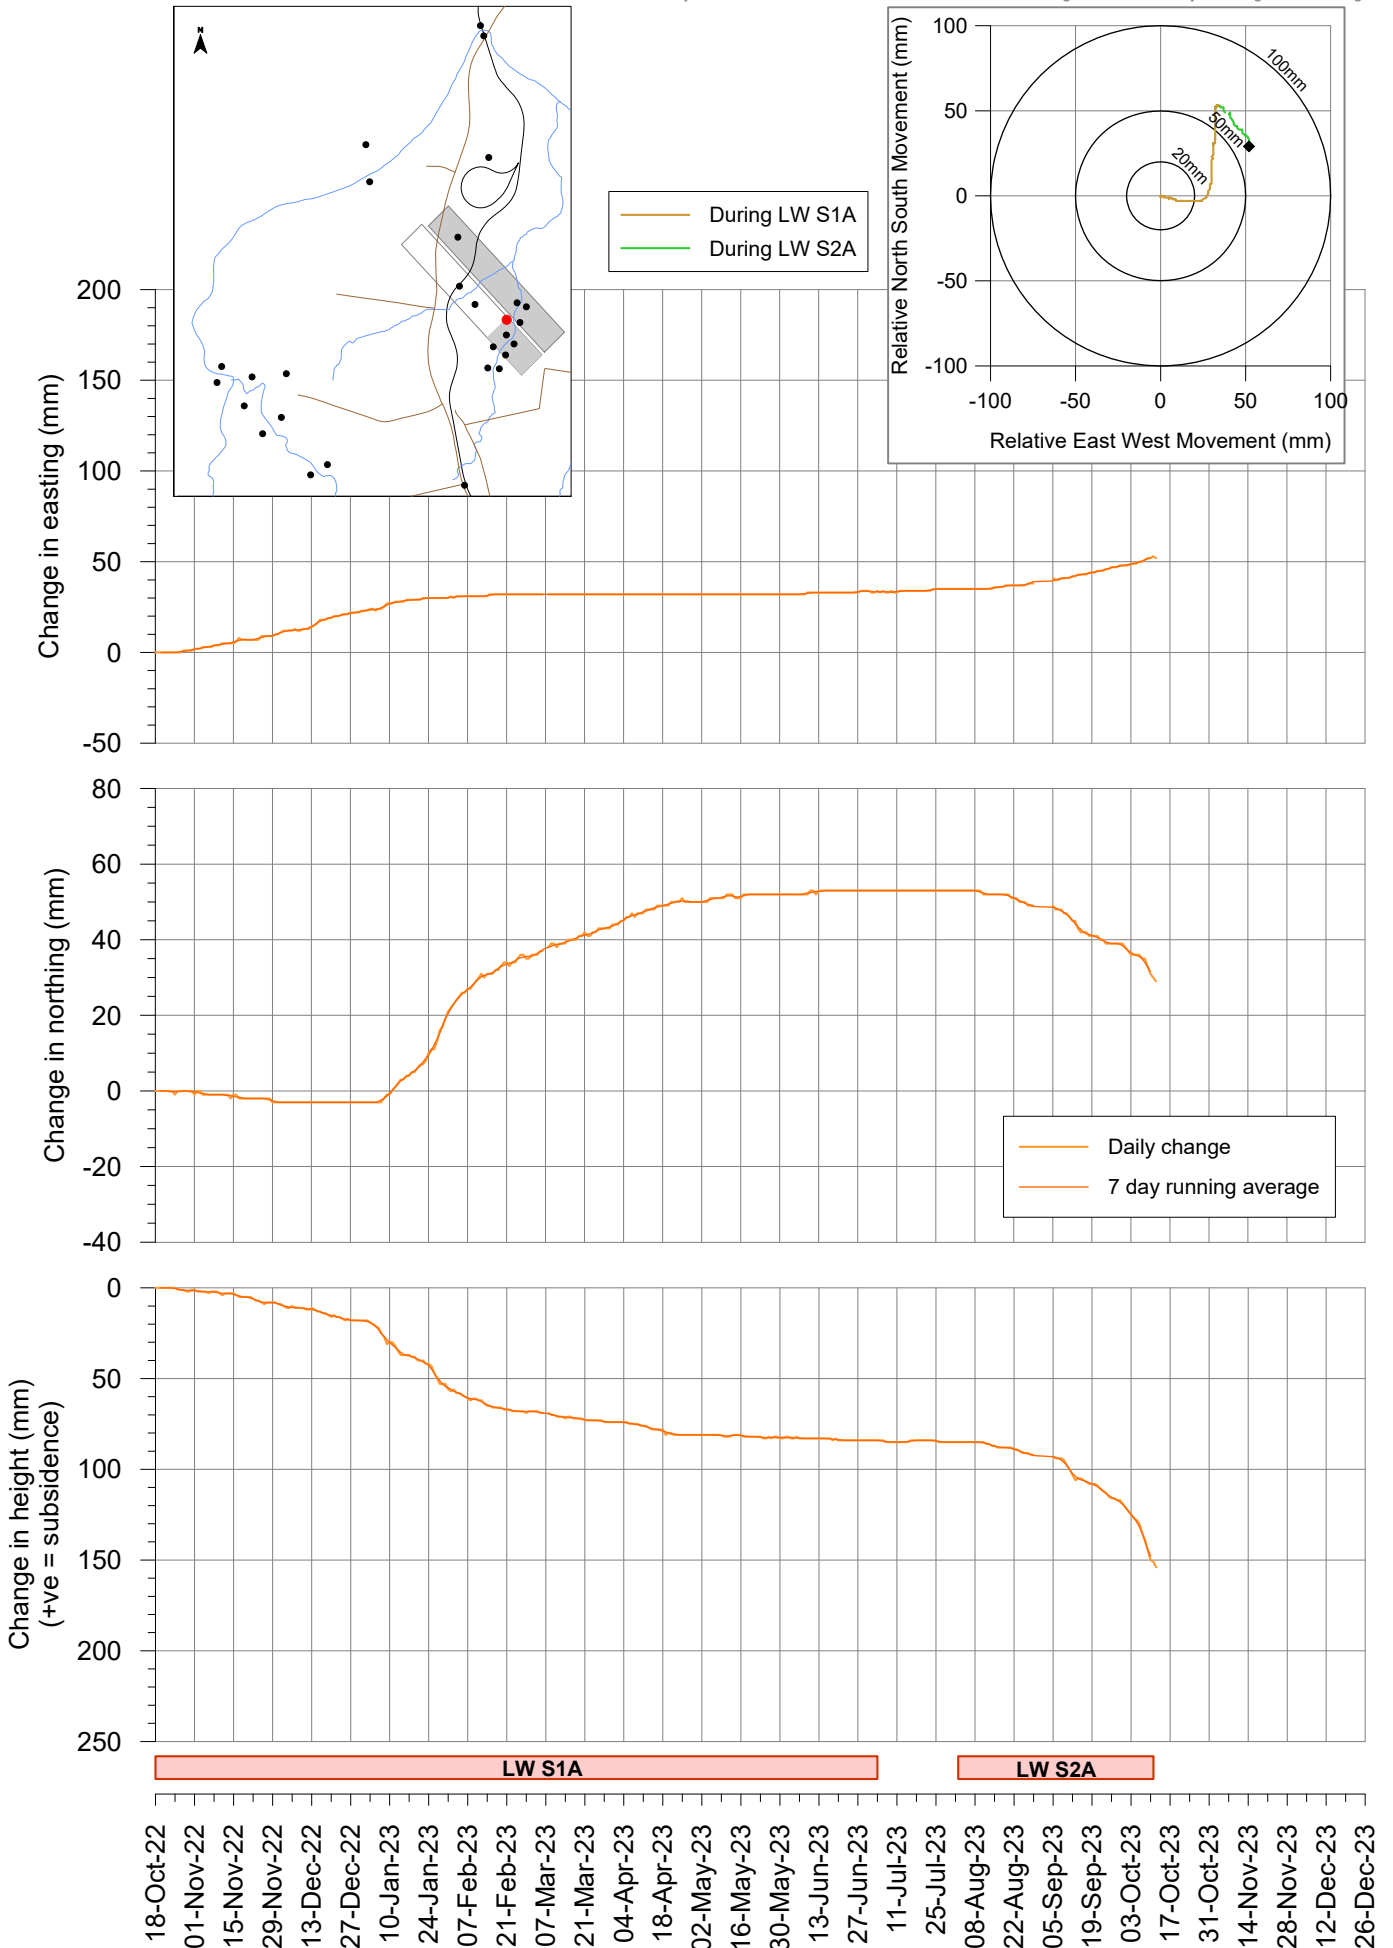 N
During LW S1A
During LW S2A
Relative North South Movement (mm)
100
50
0
-50
-100
100mm
50mm
20mm
-100
-50
0
50
100
Relative East West Movement (mm)
Change in easting (mm)
200
150
100
50
0
-50
Change in northing (mm)
80
60
40
20
0
-20
-40
Daily change
7 day running average
Change in height (mm)
(+ve = subsidence)
0
50
100
150
200
250
LW S1A
LW S2A
18-Oct-22
01-Nov-22
15-Nov-22
29-Nov-22
13-Dec-22
27-Dec-22
10-Jan-23
24-Jan-23
07-Feb-23
21-Feb-23
07-Mar-23
21-Mar-23
04-Apr-23
18-Apr-23
02-May-23
16-May-23
30-May-23
13-Jun-23
27-Jun-23
11-Jul-23
25-Jul-23
08-Aug-23
22-Aug-23
05-Sep-23
19-Sep-23
03-Oct-23
17-Oct-23
31-Oct-23
14-Nov-23
28-Nov-23
12-Dec-23
26-Dec-23